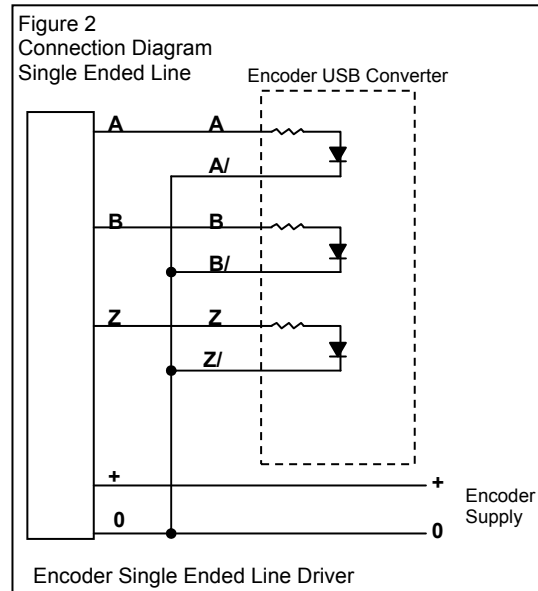 Figure 2
Connection Diagram
Single Ended Line
Encoder USB Converter
A A
A/
B B
B/
Z Z
Z/
+ +
Encoder
Supply
0 0
Encoder Single Ended Line Driver